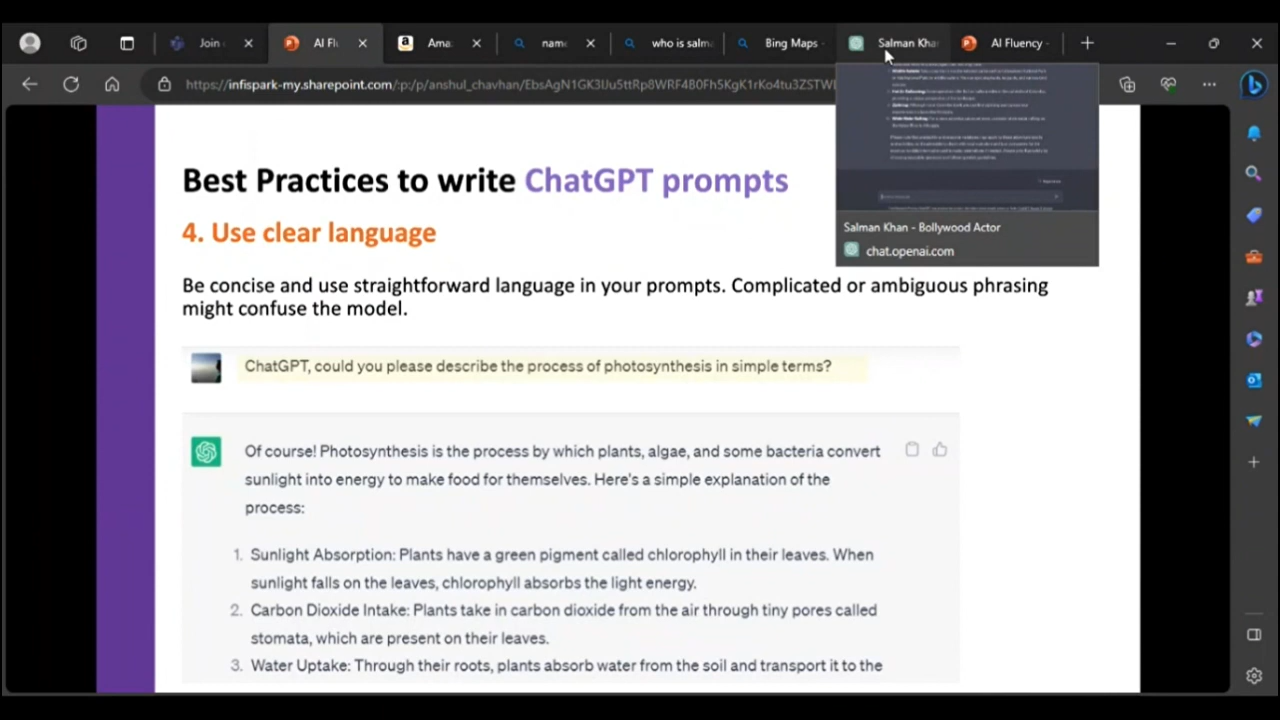 Join
AI Fl
Ama
name
who is salma
Bing Maps
Salman Kha
AI Fluency
https://infispark-my.sharepoint.com/:p:/p/anshul_chavhan/
Best Practices to write ChatGPT prompts
Salman Khan - Bollywood Actor
chat.openai.com
4. Use clear language
Be concise and use straightforward language in your prompts. Complicated or ambiguous phrasing
might confuse the model.
ChatGPT, could you please describe the process of photosynthesis in simple terms?
Of course! Photosynthesis is the process by which plants, algae, and some bacteria convert
sunlight into energy to make food for themselves. Here's a simple explanation of the
process:
1. Sunlight Absorption: Plants have a green pigment called chlorophyll in their leaves. When
sunlight falls on the leaves, chlorophyll absorbs the light energy.
2. Carbon Dioxide Intake: Plants take in carbon dioxide from the air through tiny pores called
stomata, which are present on their leaves.
3. Water Uptake: Through their roots, plants absorb water from the soil and transport it to the